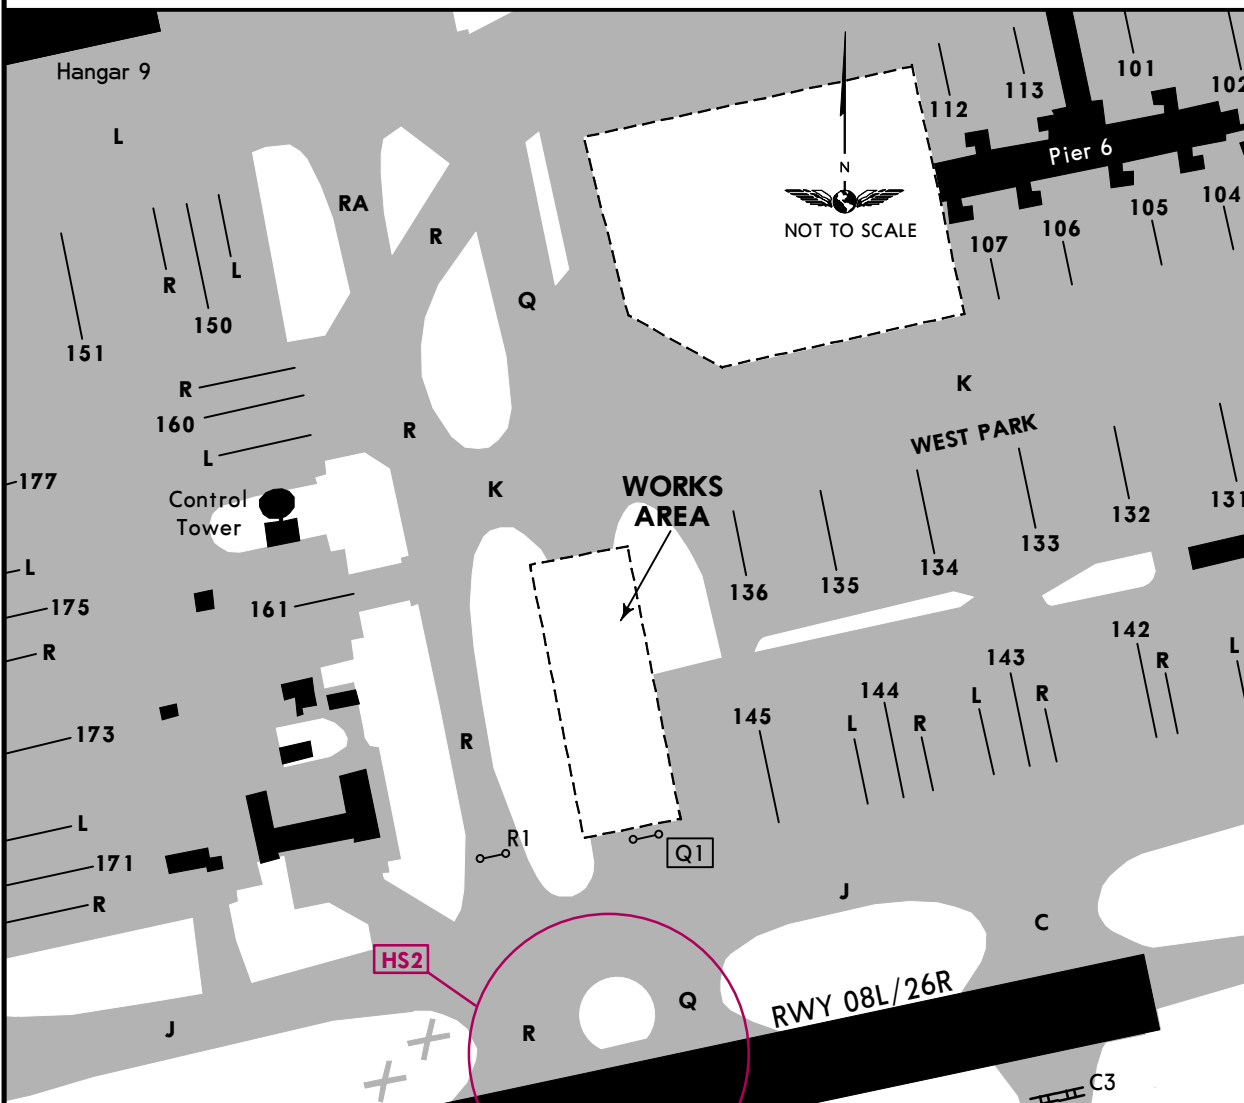 Hangar 9
101
102
113
112
Pier 6
L
N
NOT TO SCALE
RA
R
104
105
106
107
R
L
150
151
Q
R
160
L
R
K
WEST PARK
177
K
Control
Tower
WORKS
AREA
131
132
133
134
135
136
L
175
161
R
142
R
L
143
L
R
144
L
R
145
173
R
L
R1
Q1
171
R
J
C
HS2
RWY 08L/26R
Q
R
J
C3